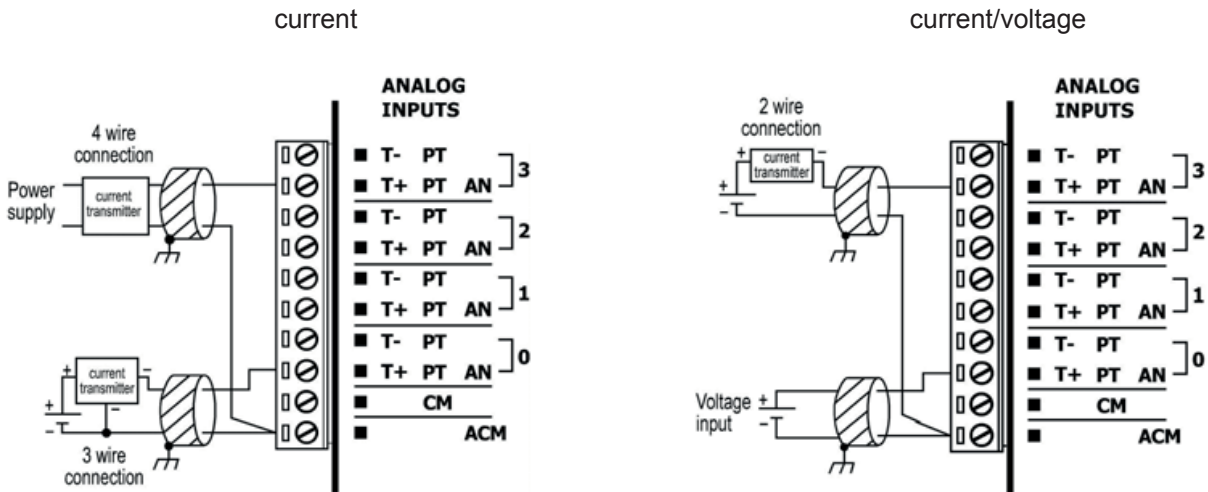 current
4 wire
connection
Power
supply
current
transmitter
+
-
current
transmitter
-
+
-
3 wire
connection
ANALOG
INPUTS
T- PT
T+ PT AN
3
T- PT
T+ PT AN
2
T- PT
T+ PT AN
1
T- PT
T+ PT AN
0
CM
ACM
current/voltage
2 wire
connection
+
-
current
transmitter
+
-
Voltage
input
+
-
ANALOG
INPUTS
T- PT
T+ PT AN
3
T- PT
T+ PT AN
2
T- PT
T+ PT AN
1
T- PT
T+ PT AN
0
CM
ACM